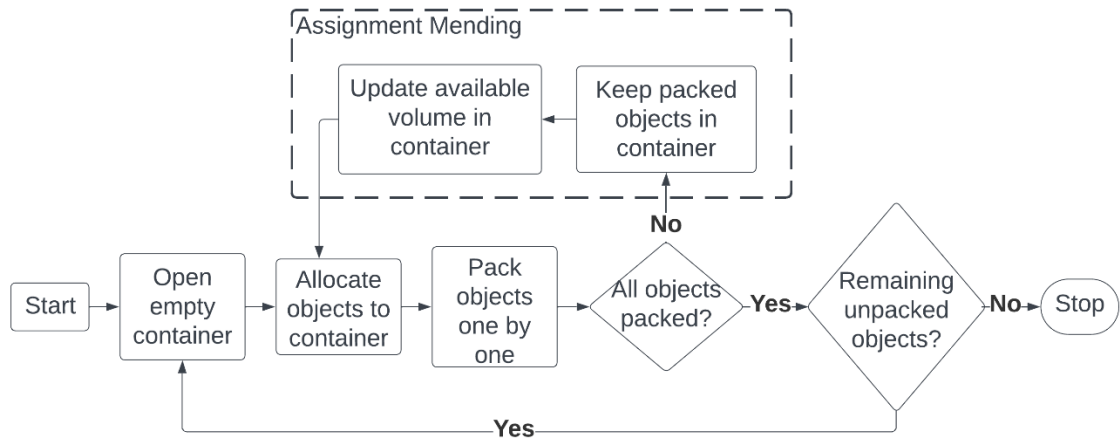 Assignment Mending
Update available
volume in
container
Keep packed
objects in
container
No
Start
Open
empty
container
Allocate
objects to
container
Pack
objects
one by
one
All objects
packed?
Yes
Remaining
unpacked
objects?
No
Stop
Yes